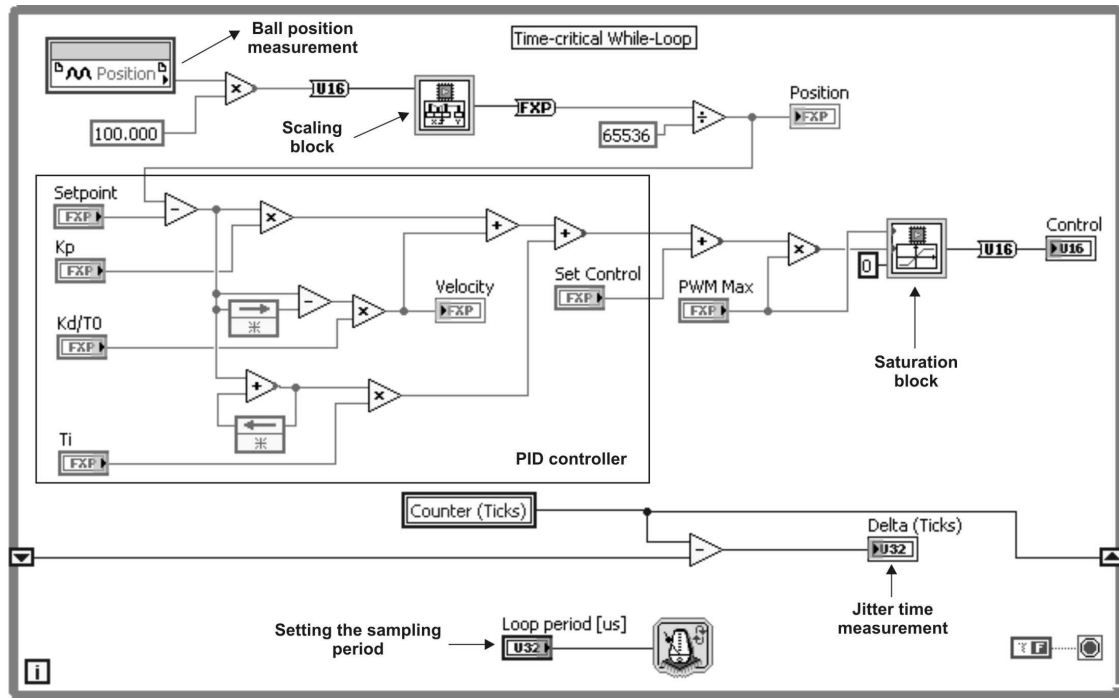 Ball position
measurement
Time-critical While-Loop
Position
U16
FXP
Position
FXP
100.000
Scaling
block
65536
Setpoint
FXP
Kp
FXP
Kd/T0
FXP
Ti
FXP
Velocity
FXP
Set Control
FXP
PWM Max
FXP
0
U16
Control
U16
Saturation
block
PID controller
Counter (Ticks)
Delta (Ticks)
U32
Jitter time
measurement
Setting the sampling
period
Loop period [us]
U32
i
F